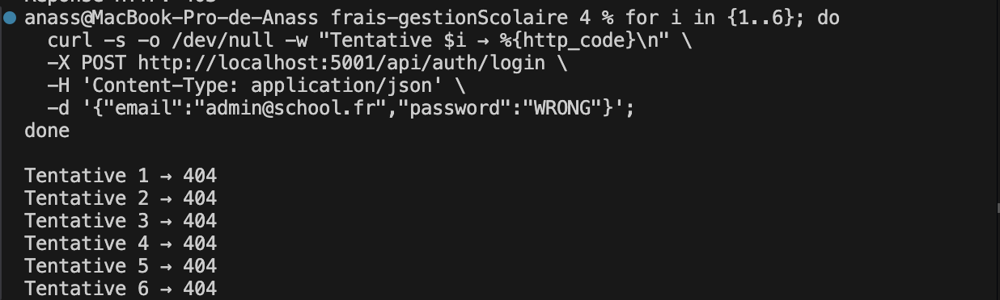 anass@MacBook-Pro-de-Anass frais-gestionScolaire 4 % for i in {1..6}; do
  curl -s -o /dev/null -w "Tentative $i → %{http_code}\n" \
  -X POST http://localhost:5001/api/auth/login \
  -H 'Content-Type: application/json' \
  -d '{"email":"admin@school.fr","password":"WRONG"}';
done
Tentative 1 → 404
Tentative 2 → 404
Tentative 3 → 404
Tentative 4 → 404
Tentative 5 → 404
Tentative 6 → 404